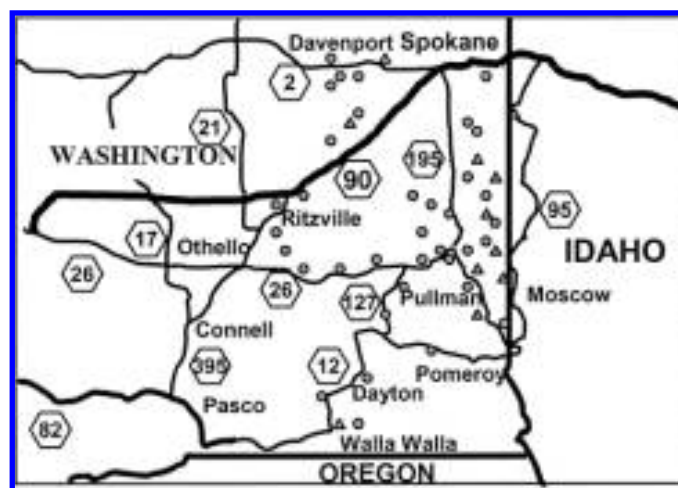 Davenport Spokane
2
21
WASHINGTON
195
90
Ritzville
95
17
Othello
IDAHO
26
26
127
Pullman
Moscow
Connell
395
12
Pomeroy
Dayton
Pasco
82
Walla Walla
OREGON